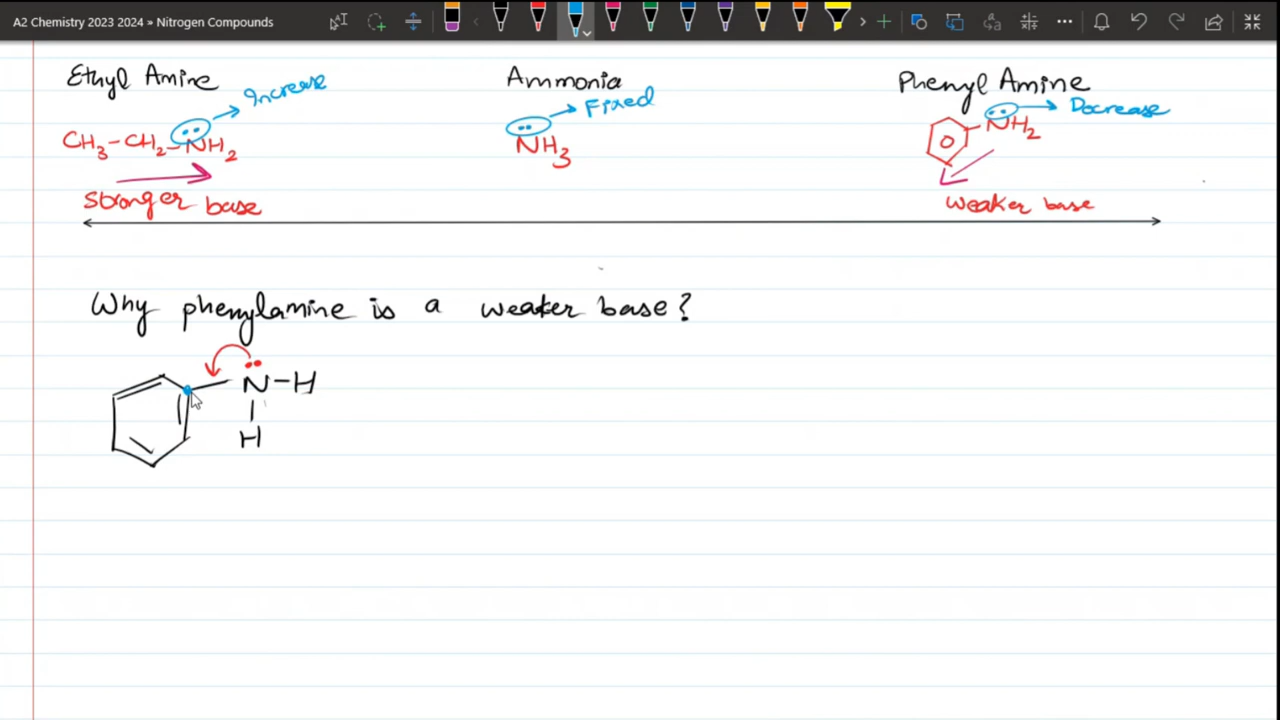 A2 Chemistry 2023 2024 » Nitrogen Compounds
Ethyl Amine
Increase
CH3-CH2-NH2
stronger base
Ammonia
Fixed
NH3
Phenyl Amine
Decrease
NH2
weaker base
Why phenylamine is a weaker base?
N-H
H